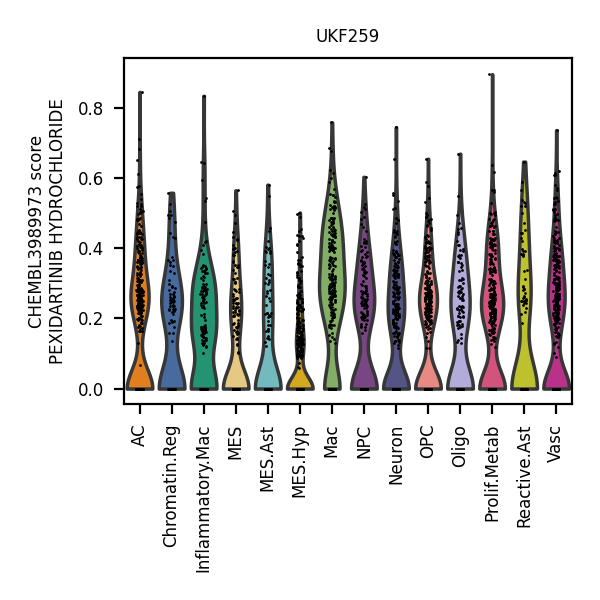 UKF259
CHEMBL3989973 score
PEXIDARTINIB HYDROCHLORIDE
0.8
0.6
0.4
0.2
0.0
AC
Chromatin.Reg
Inflammatory.Mac
MES
MES.Ast
MES.Hyp
Mac
NPC
Neuron
OPC
Oligo
Prolif.Metab
Reactive.Ast
Vasc